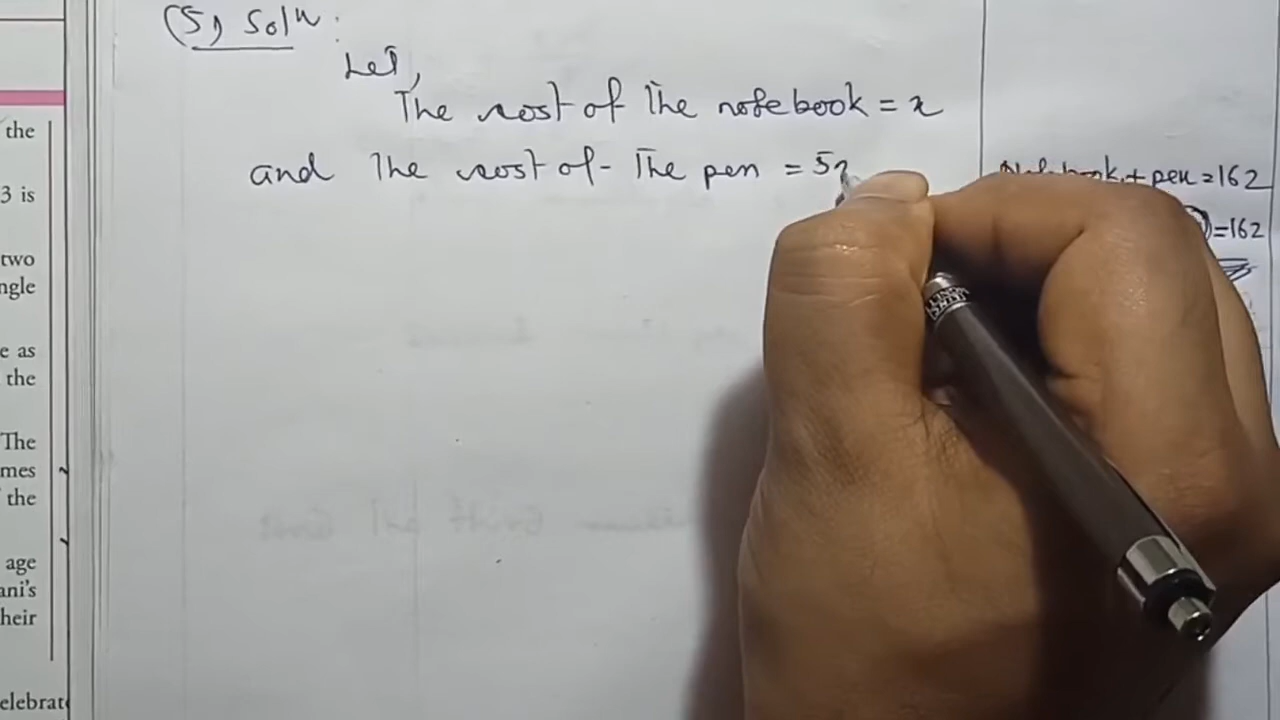 (5) Soln:
Let,
The cost of the notebook = x
and the cost of the pen = 5x
+ pen = 162
= 162
the
3 is
two
ngle
e as
the
The
mes
the
age
ani's
heir
elebrat